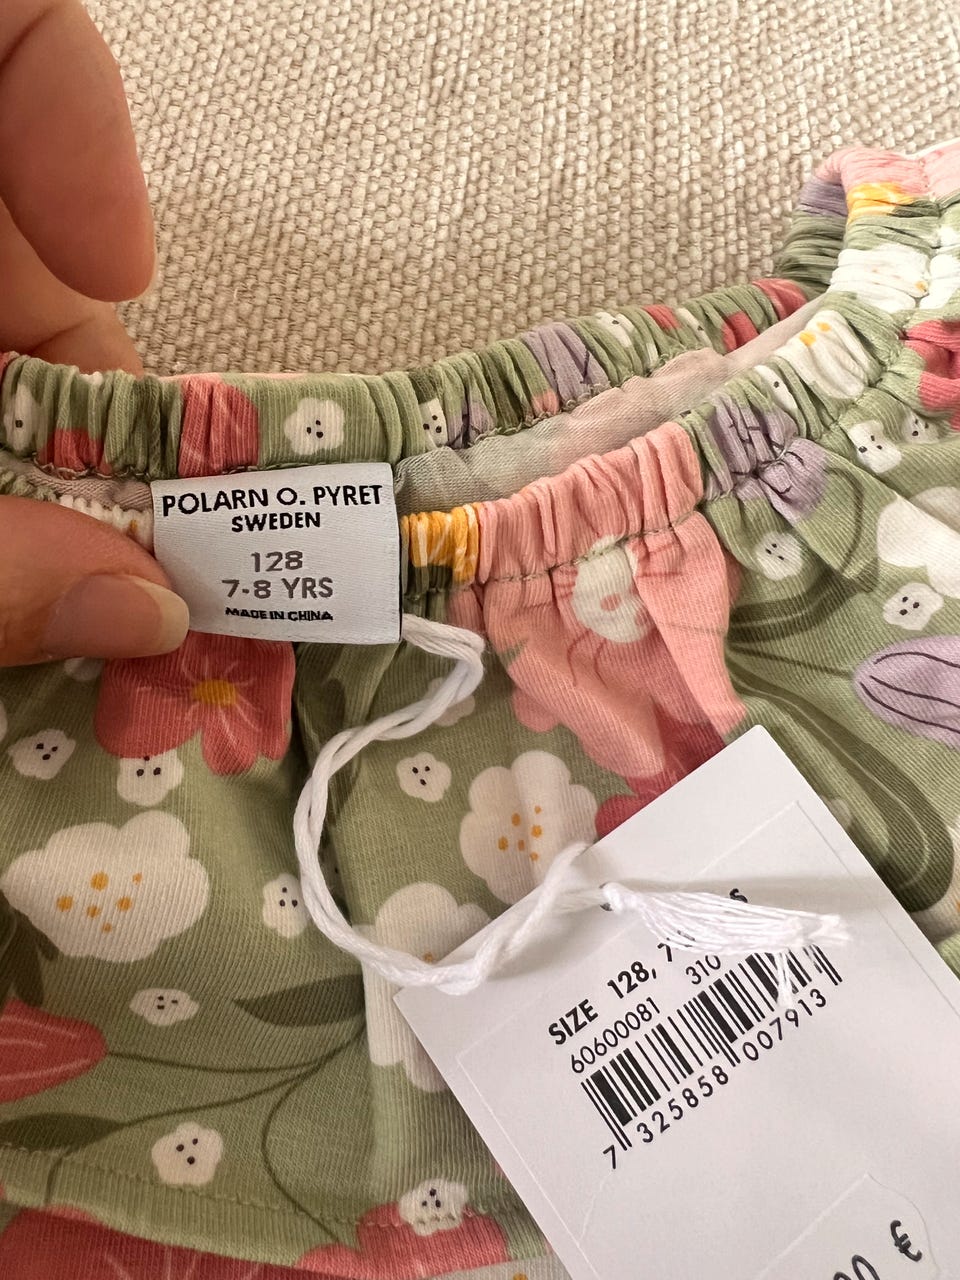 POLARN O. PYRET
SWEDEN
128
7-8 YRS
MADE IN CHINA
SIZE 128,
60600081 310
7 325858 007913
€